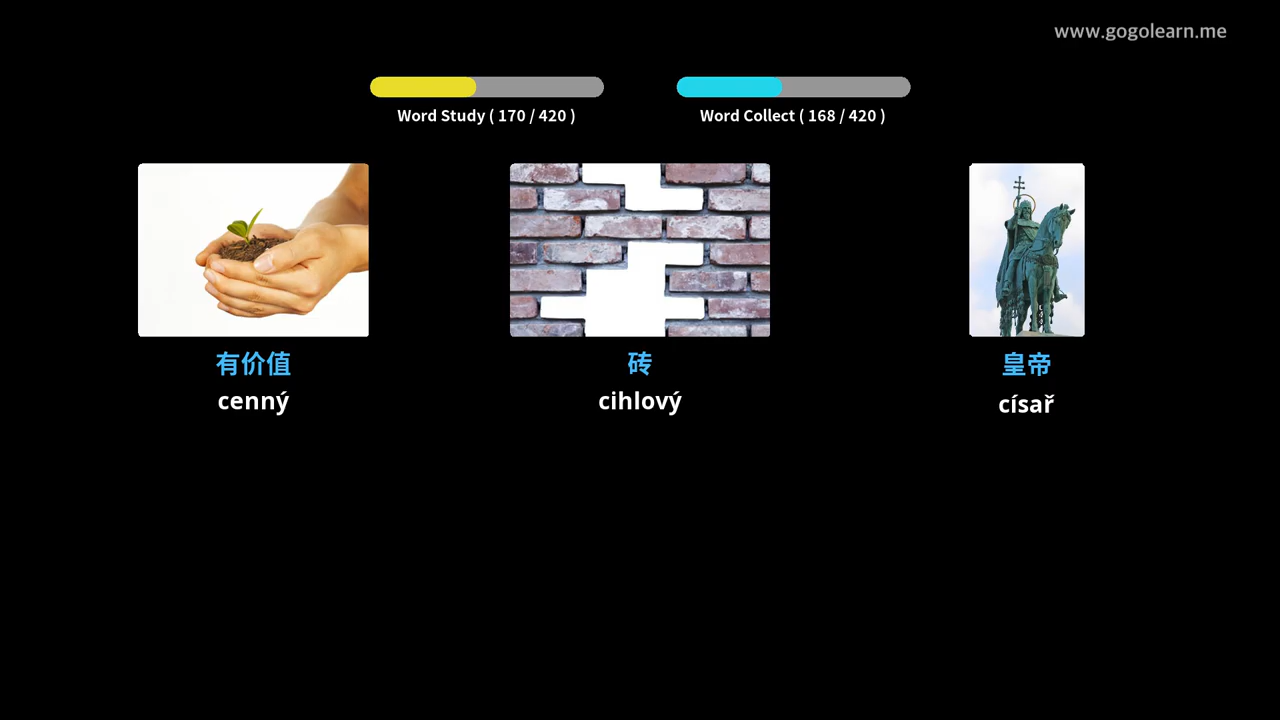 www.gogolearn.me
Word Study ( 170 / 420 )
Word Collect ( 168 / 420 )
有价值
cenný
砖
cihlový
皇帝
císař